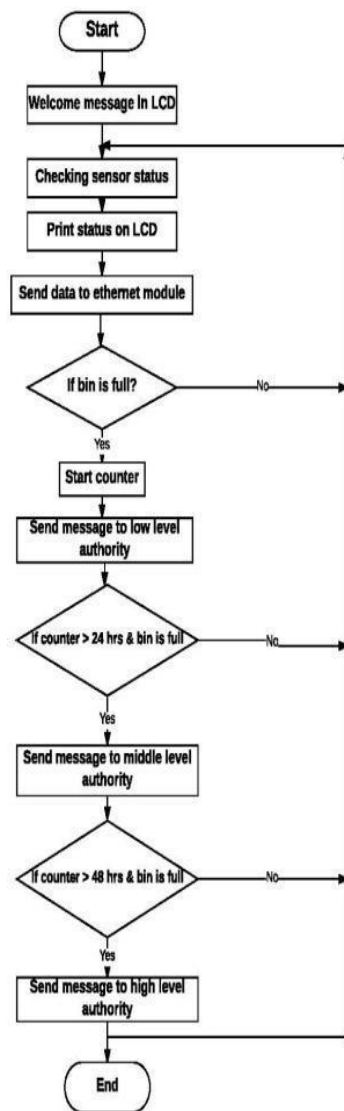 Start
Welcome message In LCD
Checking sensor status
Print status on LCD
Send data to ethernet module
If bin is full?
No
Yes
Start counter
Send message to low level
authority
If counter > 24 hrs & bin is full
No
Yes
Send message to middle level
authority
If counter > 48 hrs & bin is full
No
Yes
Send message to high level
authority
End